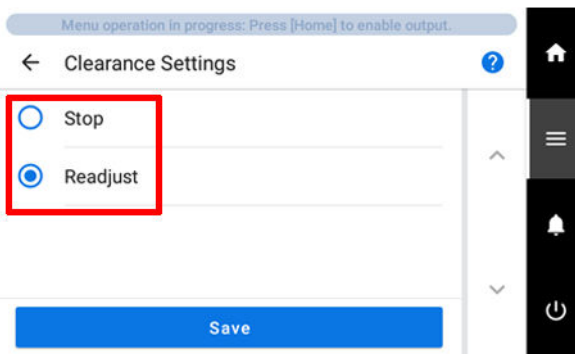 Menu operation in progress: Press [Home] to enable output.
Clearance Settings
?
Stop
Readjust
Save